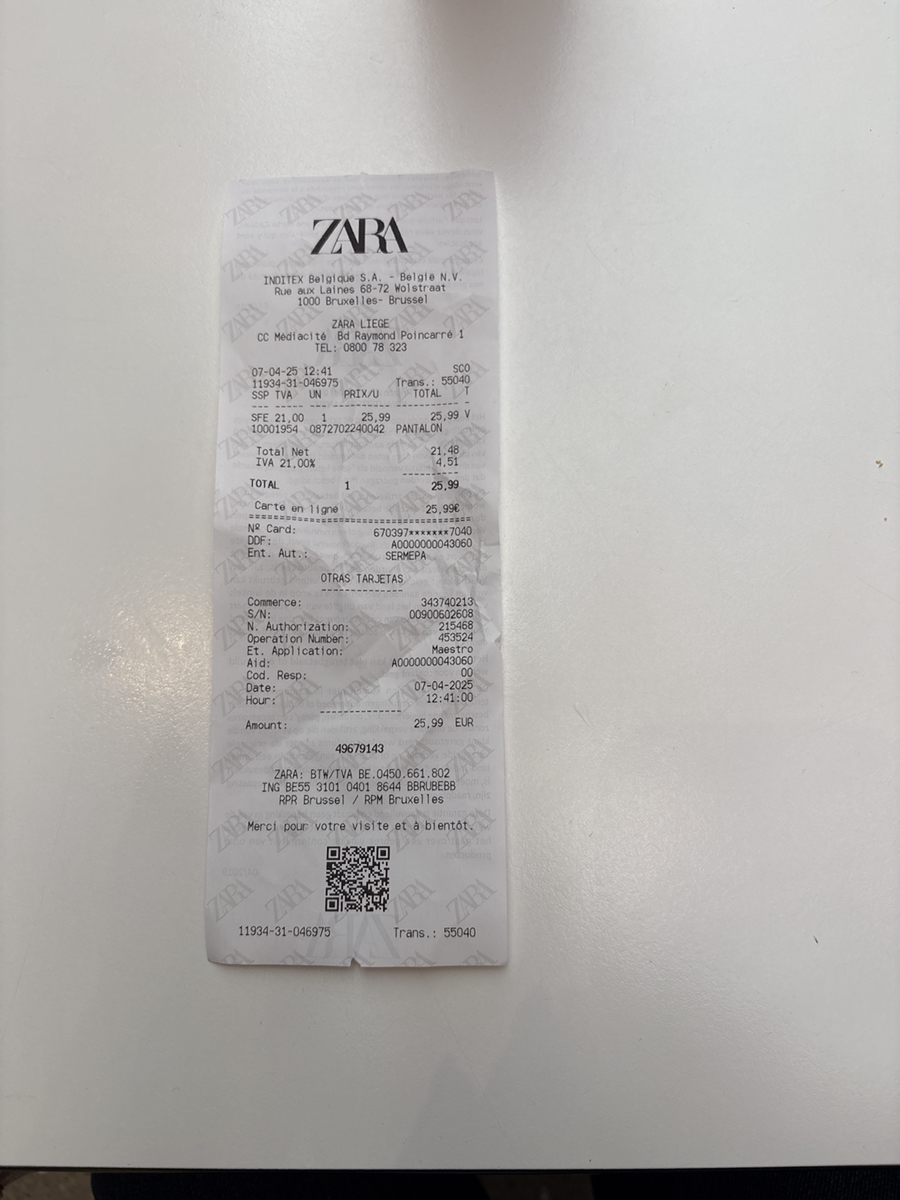 ZARA
INDITEX Belgique S.A. - België N.V.
Rue aux Laines 68-72 Wolstraat
1000 Bruxelles- Brussel
ZARA LIEGE
CC Médiacité Bd Raymond Poincarré 1
TEL: 0800 78 323
07-04-25 12:41 SCO
11934-31-046975 Trans.: 55040
SSP TVA UN PRIX/U TOTAL T
SFE 21,00 1 25,99 25,99 V
10001954 0872702240042 PANTALON
Total Net 21,48
IVA 21,00% 4,51
TOTAL 1 25,99
Carte en ligne 25,99€
Nº Card: 670397*******7040
DDF: A0000000043060
Ent. Aut.: SERMEPA
OTRAS TARJETAS
Commerce: 343740213
S/N: 00900602608
N. Authorization: 215468
Operation Number: 453524
Et. Application: Maestro
Aid: A0000000043060
Cod. Resp: 00
Date: 07-04-2025
Hour: 12:41:00
Amount: 25,99 EUR
49679143
ZARA: BTW/TVA BE.0450.661.802
ING BE55 3101 0401 8644 BBRUBEBB
RPR Brussel / RPM Bruxelles
Merci pour votre visite et à bientôt.
11934-31-046975 Trans.: 55040